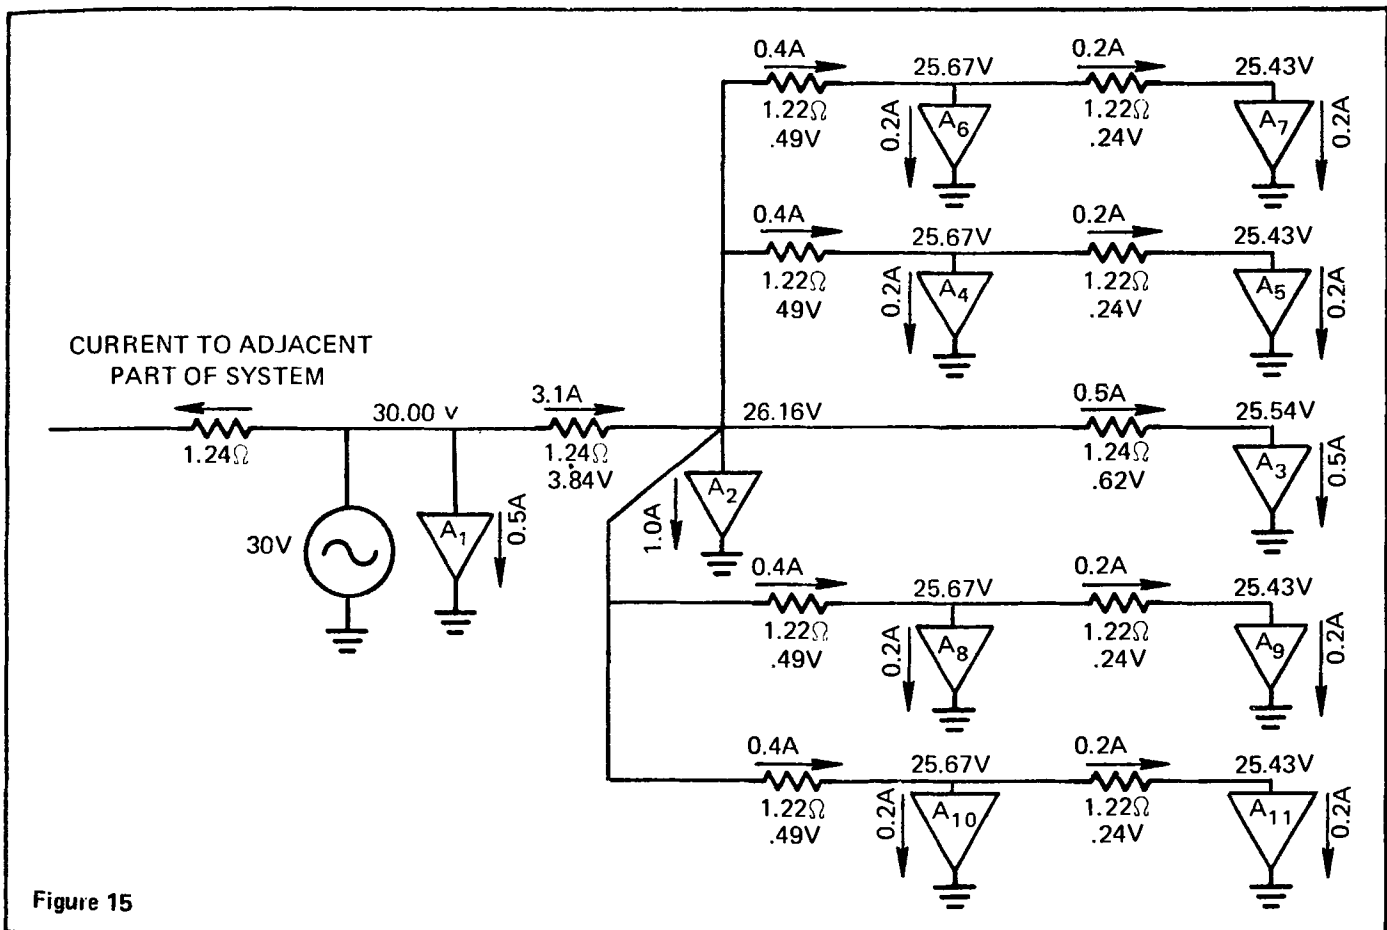 0.4A
1.22Ω
.49V
25.67V
0.2A
A6
0.2A
1.22Ω
.24V
25.43V
A7
0.2A
0.4A
1.22Ω
49V
25.67V
0.2A
A4
0.2A
1.22Ω
.24V
25.43V
A5
0.2A
CURRENT TO ADJACENT
PART OF SYSTEM
1.24Ω
30.00 v
30V
A1
0.5A
3.1A
1.24Ω
3.84V
26.16V
1.0A
A2
0.5A
1.24Ω
.62V
25.54V
A3
0.5A
0.4A
1.22Ω
.49V
25.67V
0.2A
A8
0.2A
1.22Ω
.24V
25.43V
A9
0.2A
0.4A
1.22Ω
.49V
25.67V
0.2A
A10
0.2A
1.22Ω
.24V
25.43V
A11
0.2A
Figure 15